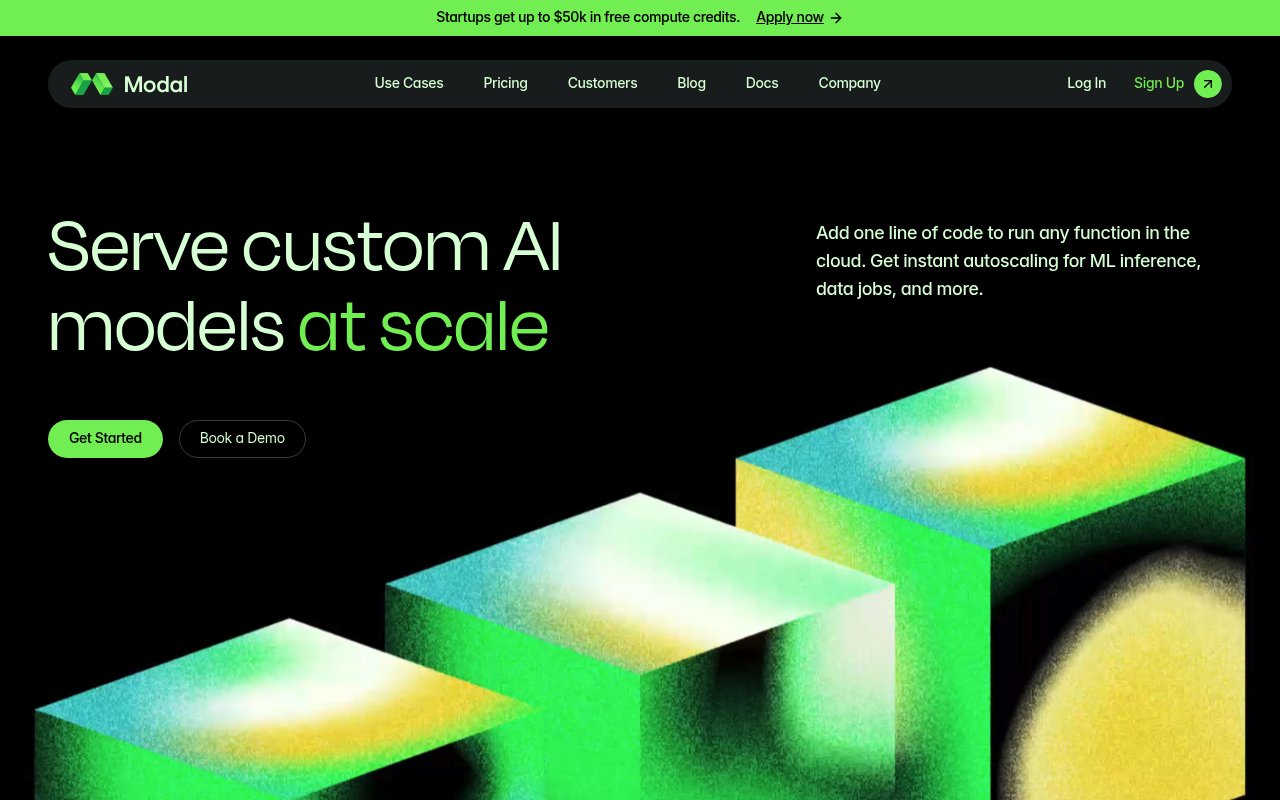 Startups get up to $50k in free compute credits. Apply now →
Modal
Use Cases
Pricing
Customers
Blog
Docs
Company
Log In
Sign Up
Serve custom AI
models at scale
Add one line of code to run any function in the
cloud. Get instant autoscaling for ML inference,
data jobs, and more.
Get Started
Book a Demo